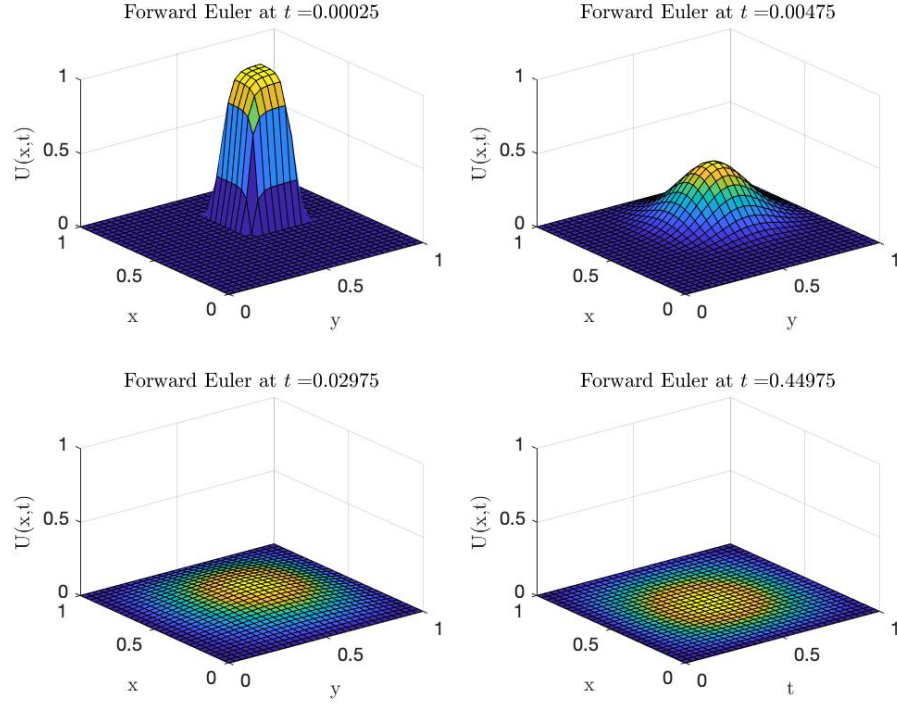 Forward Euler at t =0.00025
1
0.5
0
U(x,t)
1
0.5
0
x
0
0.5
1
y
Forward Euler at t =0.00475
1
0.5
0
U(x,t)
1
0.5
0
x
0
0.5
1
y
Forward Euler at t =0.02975
1
0.5
0
U(x,t)
1
0.5
0
x
0
0.5
1
y
Forward Euler at t =0.44975
1
0.5
0
U(x,t)
1
0.5
0
x
0
0.5
1
t